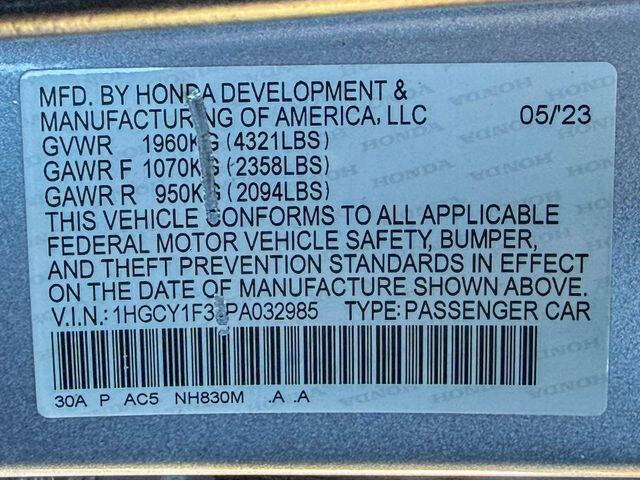 MFD. BY HONDA DEVELOPMENT &
MANUFACTURING OF AMERICA, LLC 05/'23
GVWR 1960KG (4321LBS)
GAWR F 1070KG (2358LBS)
GAWR R 950KG (2094LBS)
THIS VEHICLE CONFORMS TO ALL APPLICABLE
FEDERAL MOTOR VEHICLE SAFETY, BUMPER,
AND THEFT PREVENTION STANDARDS IN EFFECT
ON THE DATE OF MANUFACTURE SHOWN ABOVE.
V.I.N.: TYPE: PASSENGER CAR
30A P AC5 NH830M .A .A